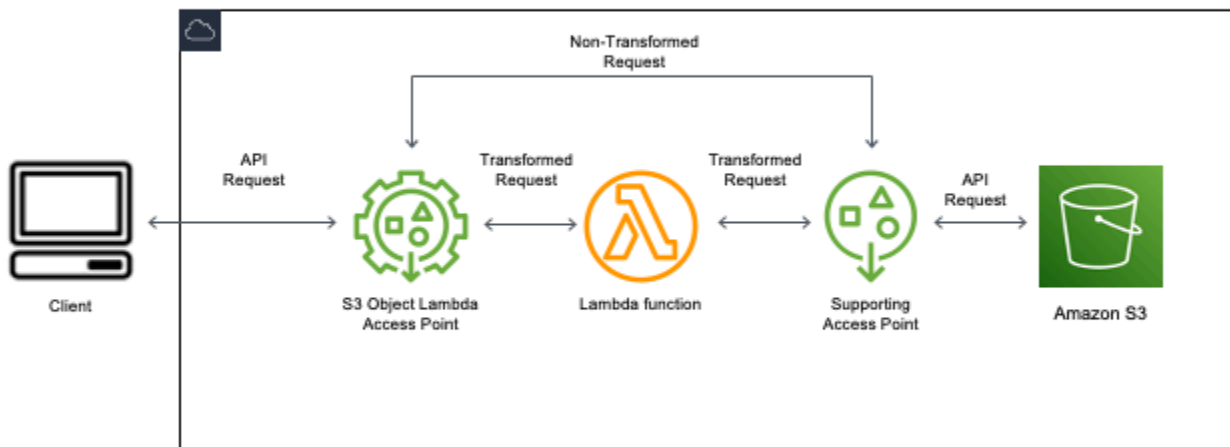 Non-Transformed
Request
API
Request
Transformed
Request
Transformed
Request
API
Request
Client
S3 Object Lambda
Access Point
Lambda function
Supporting
Access Point
Amazon S3